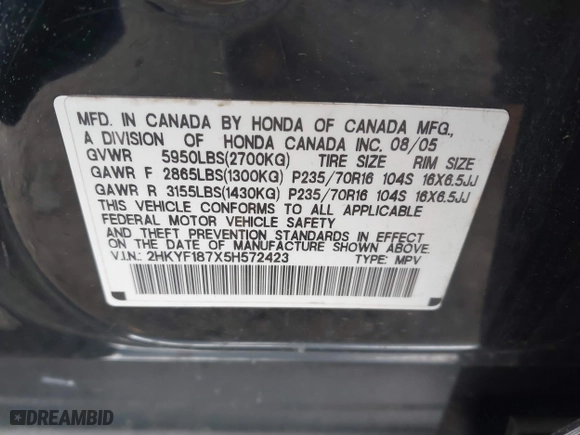 MFD. IN CANADA BY HONDA OF CANADA MFG.,
A DIVISION OF HONDA CANADA INC. 08/05
GVWR 5950LBS(2700KG) TIRE SIZE RIM SIZE
GAWR F 2865LBS(1300KG) P235/70R16 104S 16X6.5JJ
GAWR R 3155LBS(1430KG) P235/70R16 104S 16X6.5JJ
THIS VEHICLE CONFORMS TO ALL APPLICABLE
FEDERAL MOTOR VEHICLE SAFETY
AND THEFT PREVENTION STANDARDS IN EFFECT
ON THE DATE OF MANUFACTURE SHOWN ABOVE.
V.I.N.: 2HKYF187X5H572423 TYPE: MPV
DREAMBID